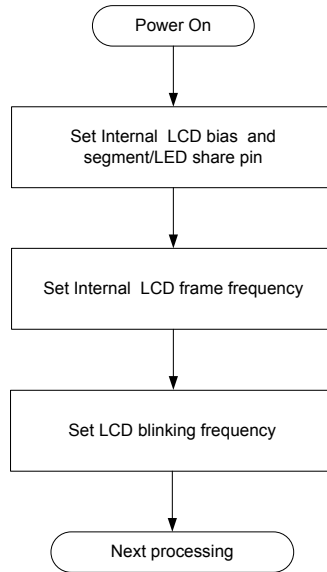 Power On
Set Internal LCD bias and
segment/LED share pin
Set Internal LCD frame frequency
Set LCD blinking frequency
Next processing